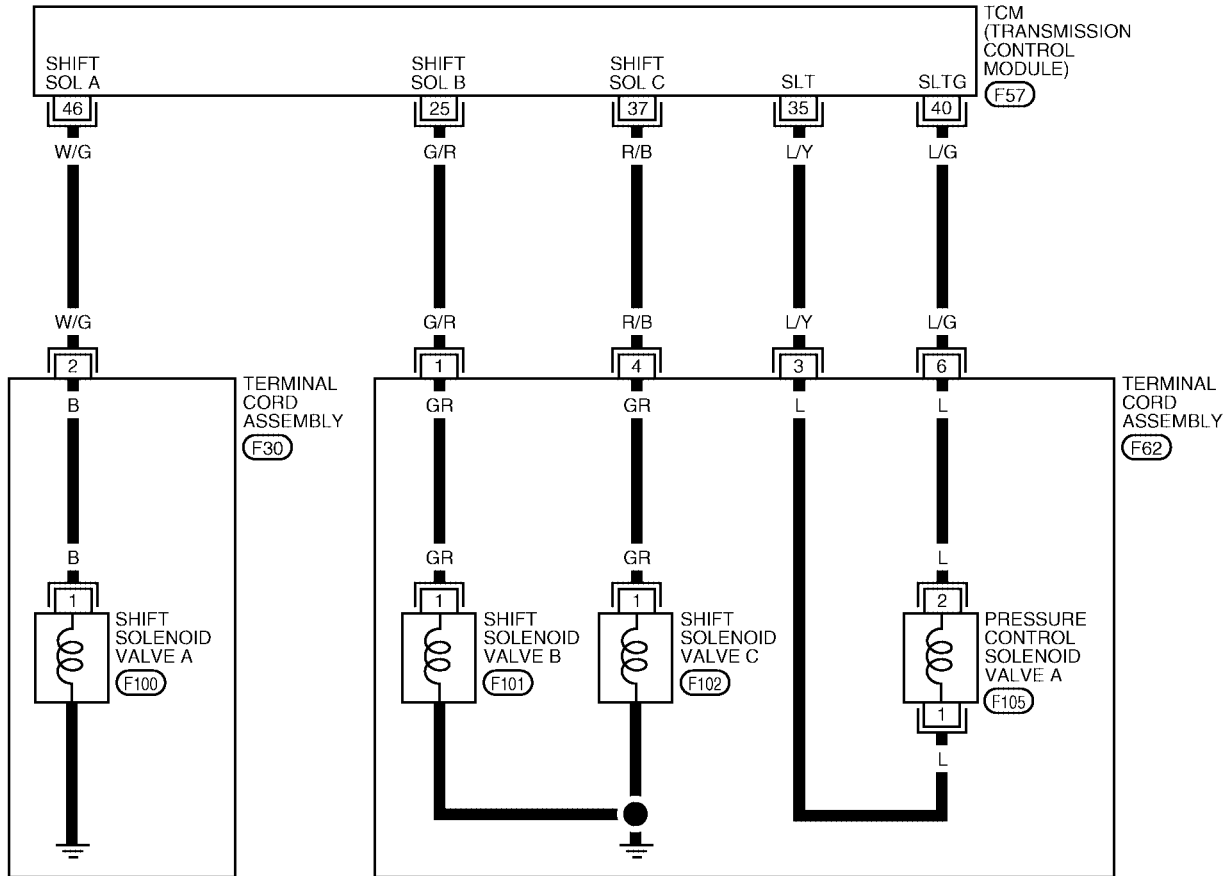 TCM
(TRANSMISSION
CONTROL
MODULE)
F57
SHIFT
SOL A
SHIFT
SOL B
SHIFT
SOL C
SLT
SLTG
46
25
37
35
40
W/G
G/R
R/B
L/Y
L/G
W/G
G/R
R/B
L/Y
L/G
2
1
4
3
6
TERMINAL
CORD
ASSEMBLY
F30
TERMINAL
CORD
ASSEMBLY
F62
B
GR
GR
L
L
B
GR
GR
L
1
1
1
2
SHIFT
SOLENOID
VALVE A
F100
SHIFT
SOLENOID
VALVE B
F101
SHIFT
SOLENOID
VALVE C
F102
PRESSURE
CONTROL
SOLENOID
VALVE A
F105
1
L